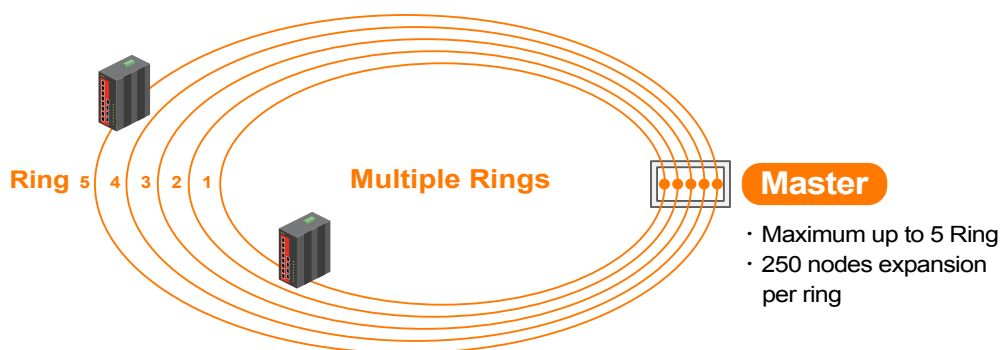 Ring 5 4 3 2 1
Multiple Rings
Master
· Maximum up to 5 Ring
· 250 nodes expansion
per ring